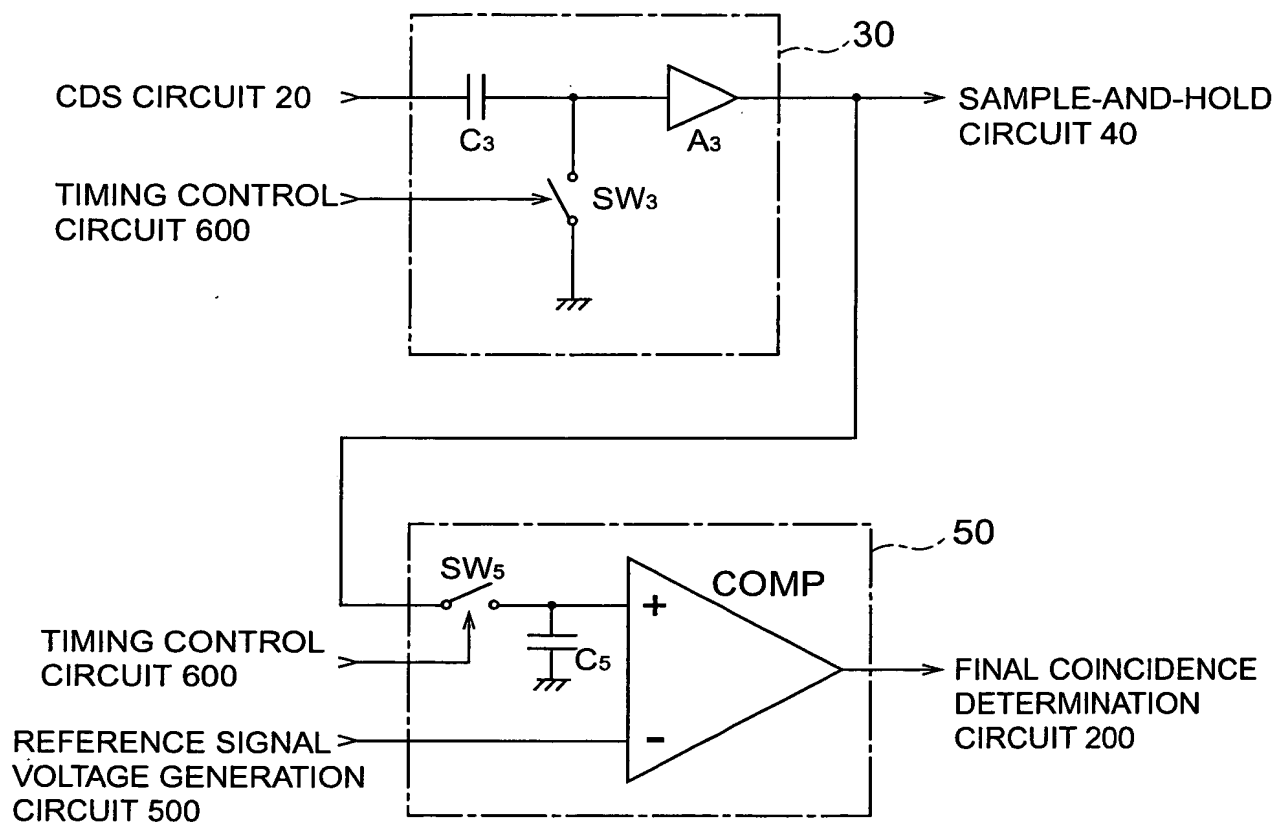 30
CDS CIRCUIT 20
C3
A3
SAMPLE-AND-HOLD
CIRCUIT 40
TIMING CONTROL
CIRCUIT 600
SW3
50
SW5
COMP
+
C5
TIMING CONTROL
CIRCUIT 600
FINAL COINCIDENCE
DETERMINATION
CIRCUIT 200
-
REFERENCE SIGNAL
VOLTAGE GENERATION
CIRCUIT 500